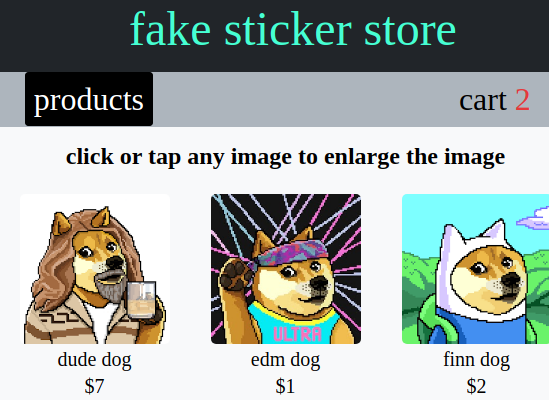 fake sticker store
products
cart 2
click or tap any image to enlarge the image
ULTRA
dude dog
edm dog
finn dog
$7
$1
$2